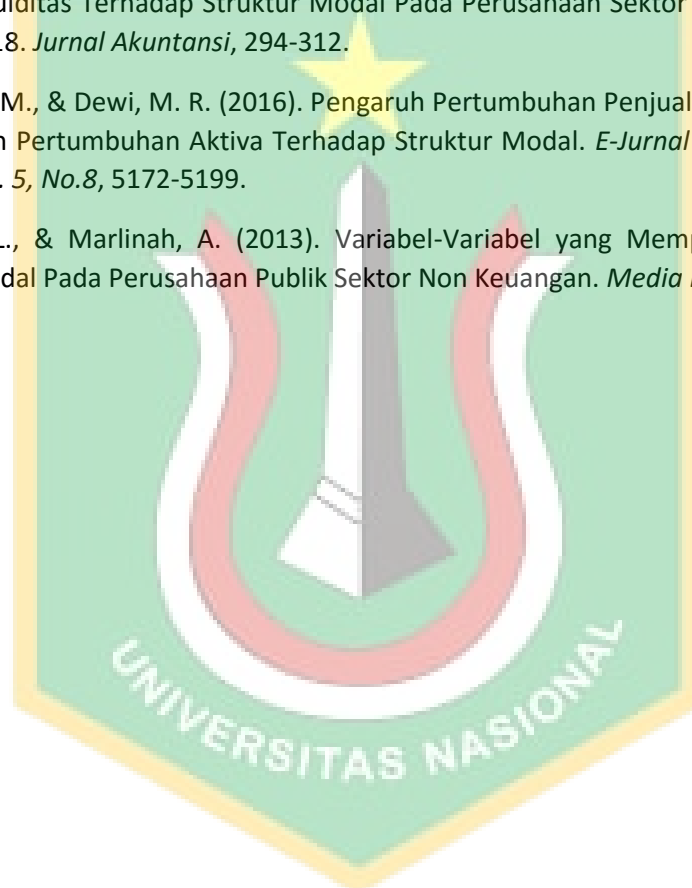 uiditas Terhadap Struktur Modal Pada Perusahaan Sektor
18. Jurnal Akuntansi, 294-312.
M., & Dewi, M. R. (2016). Pengaruh Pertumbuhan Penjual
n Pertumbuhan Aktiva Terhadap Struktur Modal. E-Jurnal
. 5, No.8, 5172-5199.
L., & Marlinah, A. (2013). Variabel-Variabel yang Memp
dal Pada Perusahaan Publik Sektor Non Keuangan. Media
UNIVERSITAS NASIONAL